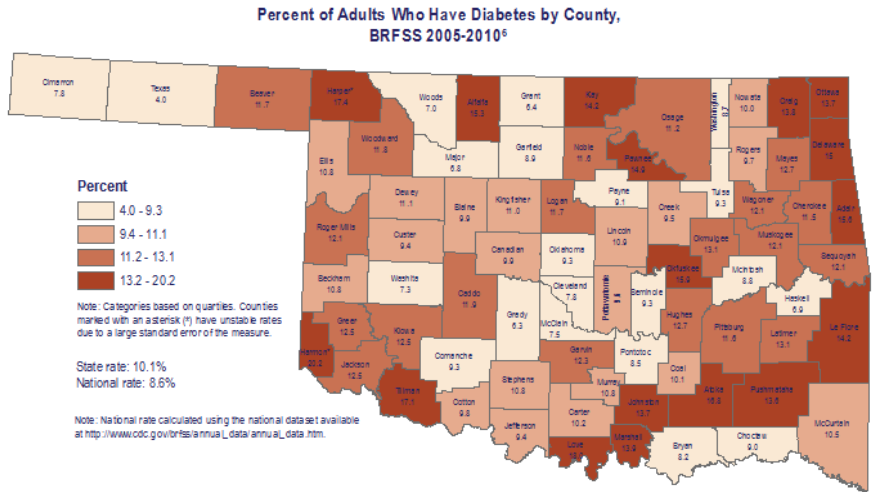 Percent of Adults Who Have Diabetes by County,
BRFSS 2005-2010⁶
Cimarron
7.8
Texas
4.0
Beaver
11.7
Harper*
17.4
Woods
7.0
Alfalfa
Grant
6.4
Kay
14.2
Osage
11.2
Washington
8.7
Nowata
10.0
Craig
13.8
Ottawa
13.7
Ellis
10.8
Woodward
11.8
Major
6.8
Garfield
8.9
Noble
11.6
Pawnee
14.9
Rogers
9.7
Mayes
12.7
Delaware
15
Dewey
11.1
Blaine
9.9
Kingfisher
11.0
Logan
11.7
Payne
9.1
Creek
9.5
Tulsa
9.3
Wagoner
12.1
Cherokee
11.5
Adair
15.6
Roger Mills
12.1
Custer
9.4
Canadian
9.9
Oklahoma
9.3
Lincoln
10.9
Okmulgee
13.1
Muskogee
12.1
Sequoyah
12.1
Beckham
10.8
Washita
7.3
Caddo
11.9
Cleveland
7.8
Pottawatomie
Seminole
9.3
Okfuskee
15.9
McIntosh
8.8
Haskell
6.9
Greer
12.5
Kiowa
12.5
Grady
6.3
McClain
7.5
Hughes
12.7
Pittsburg
11.6
Latimer
13.1
Le Flore
14.2
Harmon*
20.2
Jackson
12.5
Comanche
9.3
Garvin
12.3
Pontotoc
8.5
Coal
10.1
Tillman
17.1
Cotton
9.8
Stephens
10.8
Murray
10.8
Johnston
13.7
Atoka
16.8
Pushmataha
13.6
McCurtain
10.5
Jefferson
9.4
Carter
10.2
Love
Marshall
13.9
Bryan
8.2
Choctaw
9.0
Percent
4.0 - 9.3
9.4 - 11.1
11.2 - 13.1
13.2 - 20.2
Note: Categories based on quartiles. Counties
marked with an asterisk (*) have unstable rates
due to a large standard error of the measure.
State rate: 10.1%
National rate: 8.6%
Note: National rate calculated using the national dataset available
at http://www.cdc.gov/brfss/annual_data/annual_data.htm.